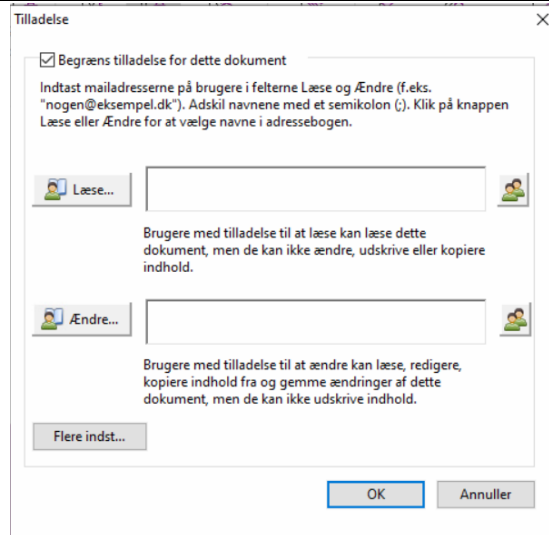 Tilladelse
Begræns tilladelse for dette dokument
Indtast mailadresserne på brugere i felterne Læse og Ændre (f.eks.
"nogen@eksempel.dk"). Adskil navnene med et semikolon (;). Klik på knappen
Læse eller Ændre for at vælge navne i adressebogen.
Læse...
Brugere med tilladelse til at læse kan læse dette
dokument, men de kan ikke ændre, udskrive eller kopiere
indhold.
Ændre...
Brugere med tilladelse til at ændre kan læse, redigere,
kopiere indhold fra og gemme ændringer af dette
dokument, men de kan ikke udskrive indhold.
Flere indst...
OK
Annuller